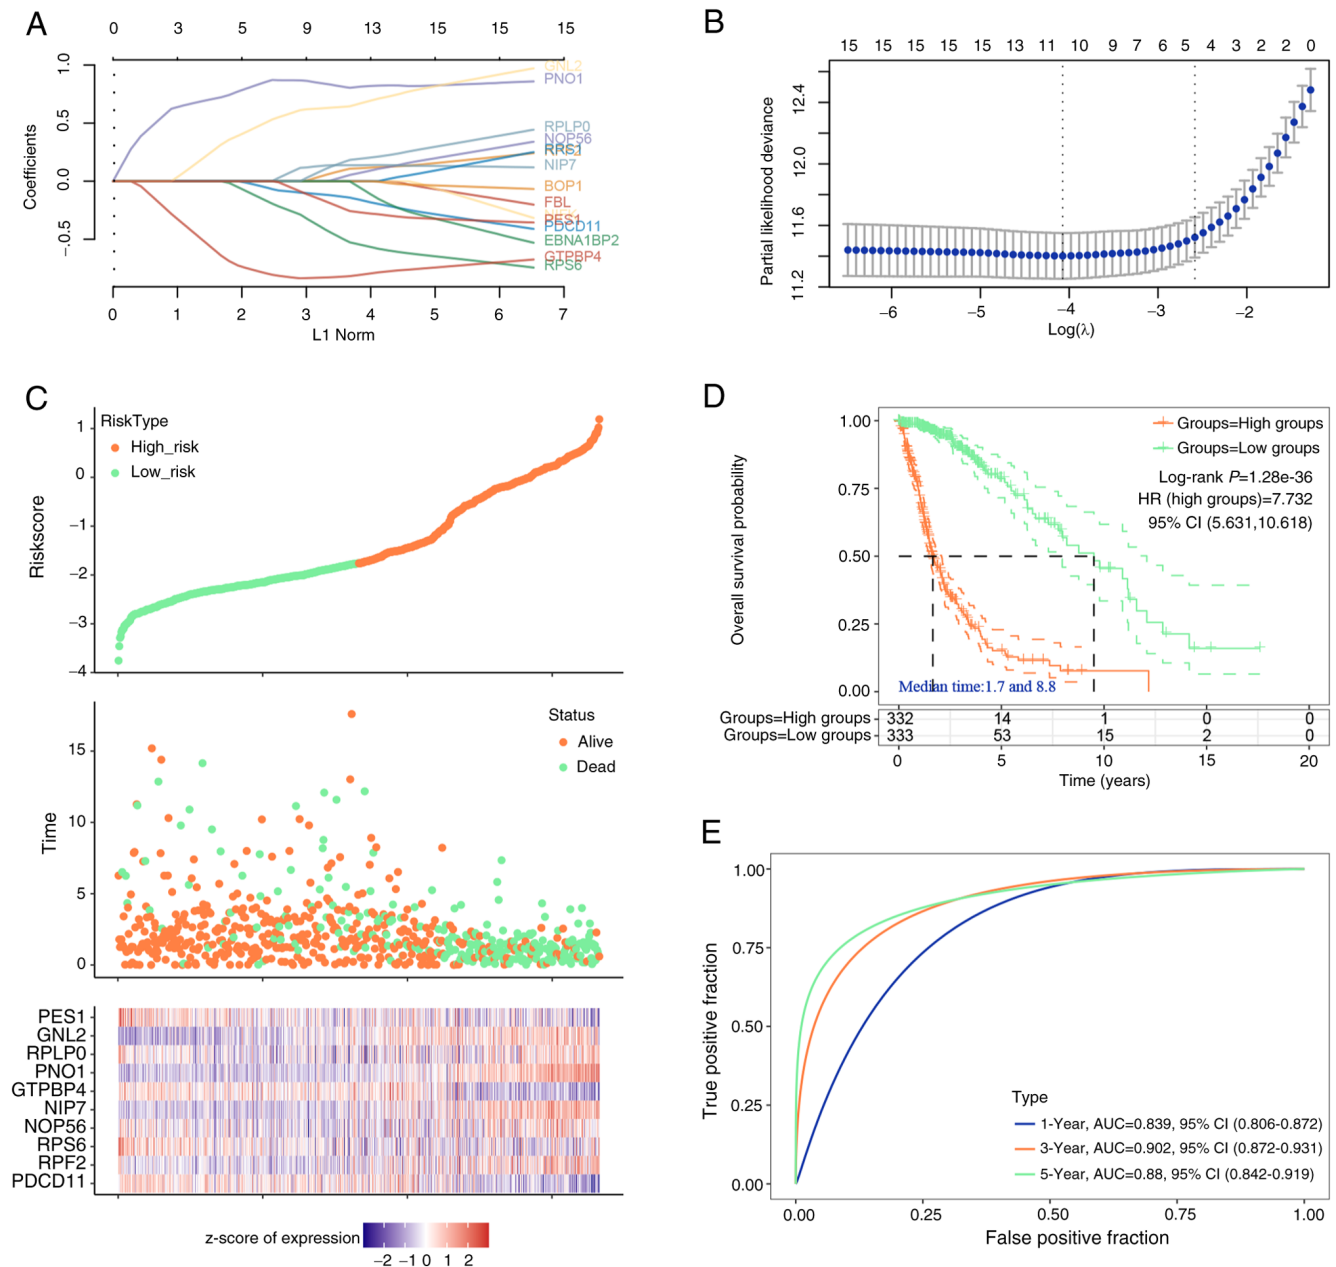 A
0 3 5 9 13 15 15 15
1.0
0.5
0.0
-.0.5
Coefficients
GNL2
PNO1
RPLP0
NOP56
RRS1
NIP7
BOP1
FBL
PES1
PDCD11
EBNA1BP2
GTPBP4
RPS6
0 1 2 3 4 5 6 7
L1 Norm
B
15 15 15 15 15 13 11 10 9 7 6 5 4 3 2 2 0
12.4
12.0
11.6
11.2
Partial likelihood deviance
−6 −5 −4 −3 −2
Log(λ)
C
RiskType
High_risk
Low_risk
1
0
−1
−2
−3
−4
Riskscore
Status
Alive
Dead
15
10
5
0
Time
PES1
GNL2
RPLP0
PNO1
GTPBP4
NIP7
NOP56
RPS6
RPF2
PDCD11
z-score of expression
−2 −1 0 1 2
D
1.00
0.75
0.50
0.25
0.00
Overall survival probability
Groups=High groups
Groups=Low groups
Log-rank P=1.28e-36
HR (high groups)=7.732
95% CI (5.631,10.618)
Median time:1.7 and 8.8
Groups=High groups 332 14 1 0 0
Groups=Low groups 333 53 15 2 0
0 5 10 15 20
Time (years)
E
1.00
0.75
0.50
0.25
0.00
True positive fraction
Type
1-Year, AUC=0.839, 95% CI (0.806-0.872)
3-Year, AUC=0.902, 95% CI (0.872-0.931)
5-Year, AUC=0.88, 95% CI (0.842-0.919)
0.00 0.25 0.50 0.75 1.00
False positive fraction